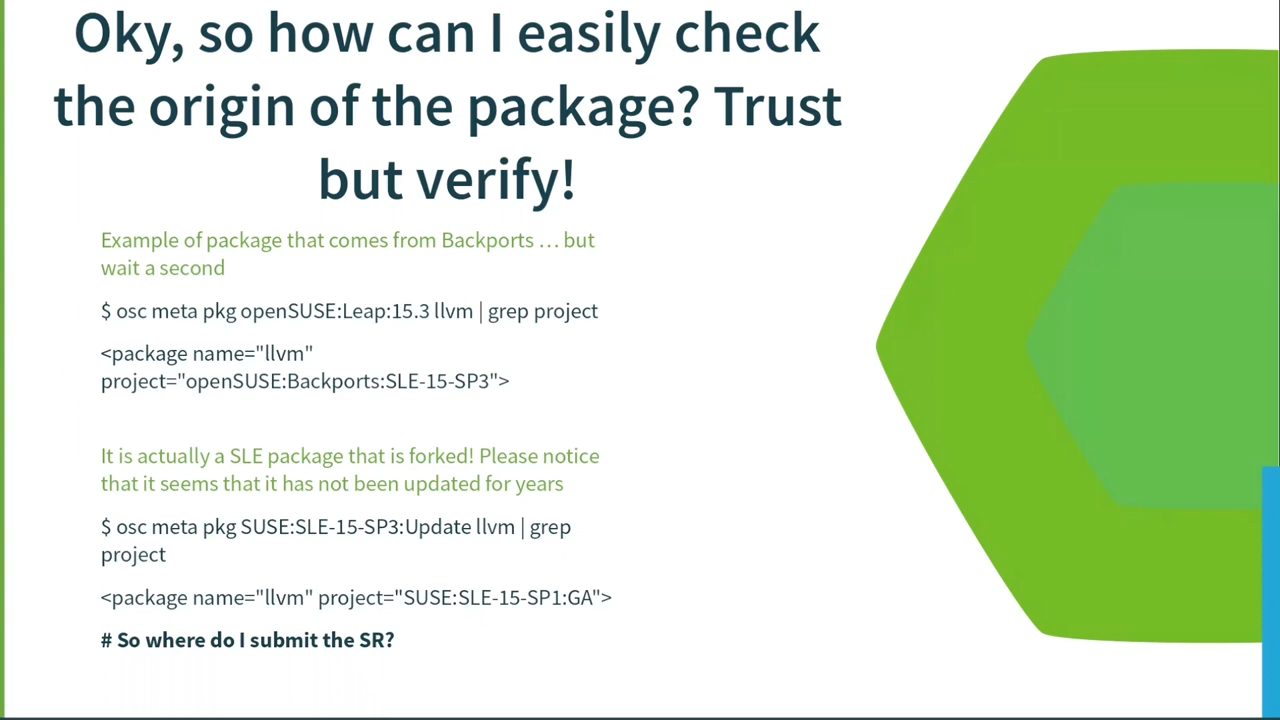 Oky, so how can I easily check
the origin of the package? Trust
but verify!
Example of package that comes from Backports … but
wait a second
$ osc meta pkg openSUSE:Leap:15.3 llvm | grep project
<package name="llvm"
project="openSUSE:Backports:SLE-15-SP3">
It is actually a SLE package that is forked! Please notice
that it seems that it has not been updated for years
$ osc meta pkg SUSE:SLE-15-SP3:Update llvm | grep
project
<package name="llvm" project="SUSE:SLE-15-SP1:GA">
# So where do I submit the SR?